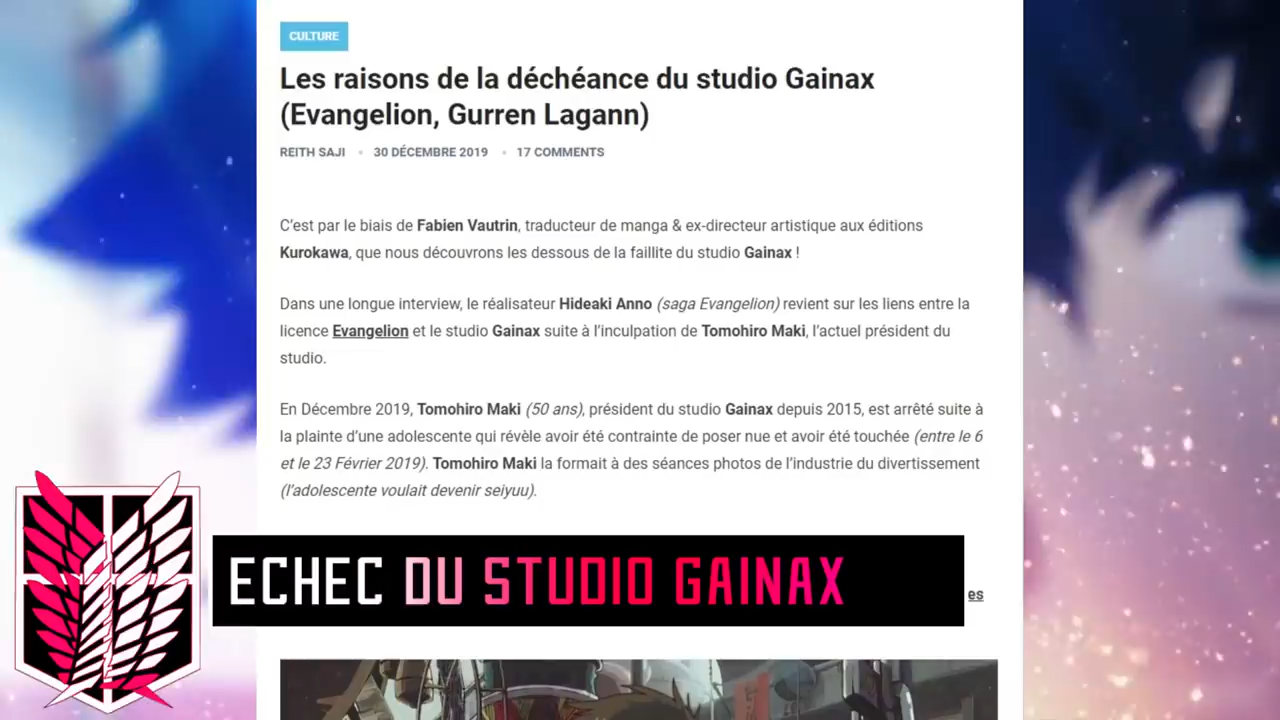 CULTURE
Les raisons de la déchéance du studio Gainax
(Evangelion, Gurren Lagann)
REITH SAJI • 30 DÉCEMBRE 2019 • 17 COMMENTS
C'est par le biais de Fabien Vautrin, traducteur de manga & ex-directeur artistique aux éditions
Kurokawa, que nous découvrons les dessous de la faillite du studio Gainax !
Dans une longue interview, le réalisateur Hideaki Anno (saga Evangelion) revient sur les liens entre la
licence Evangelion et le studio Gainax suite à l'inculpation de Tomohiro Maki, l'actuel président du
studio.
En Décembre 2019, Tomohiro Maki (50 ans), président du studio Gainax depuis 2015, est arrêté suite à
la plainte d'une adolescente qui révèle avoir été contrainte de poser nue et avoir été touchée (entre le 6
et le 23 Février 2019). Tomohiro Maki la formait à des séances photos de l'industrie du divertissement
(l'adolescente voulait devenir seiyuu).
ECHEC DU STUDIO GAINAX
es